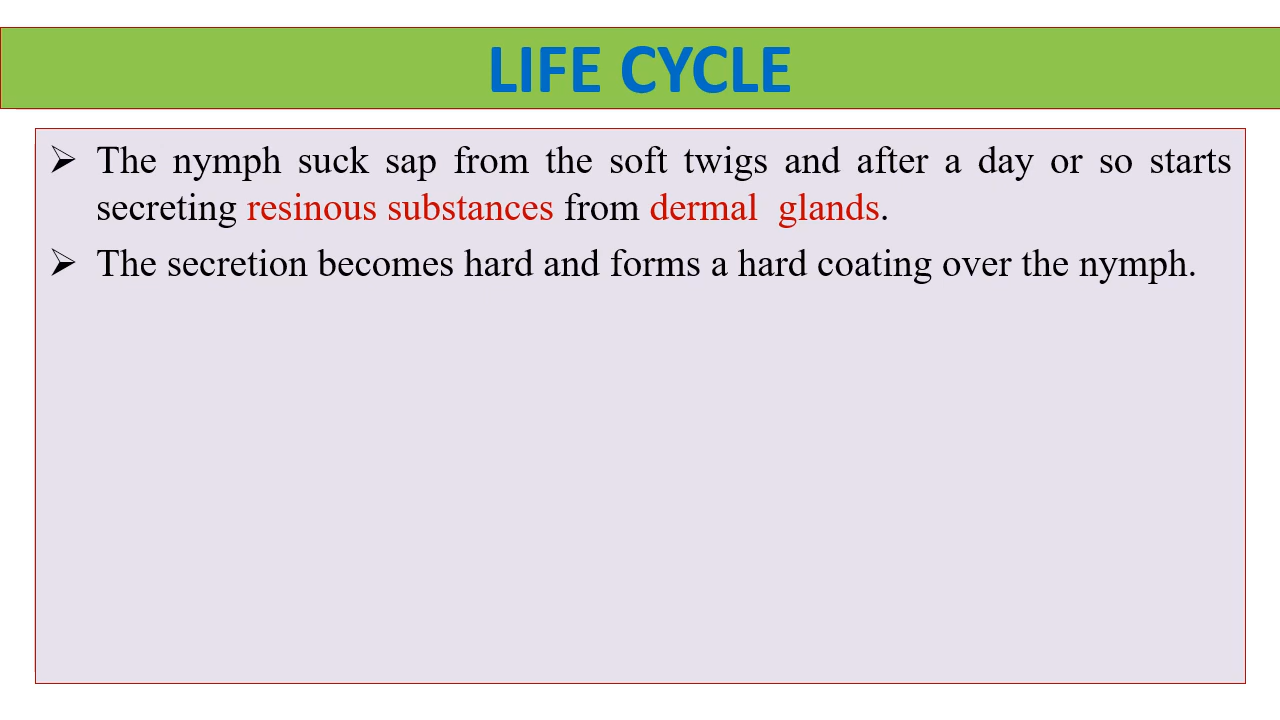 LIFE CYCLE
➢ The nymph suck sap from the soft twigs and after a day or so starts
secreting resinous substances from dermal  glands.
➢ The secretion becomes hard and forms a hard coating over the nymph.